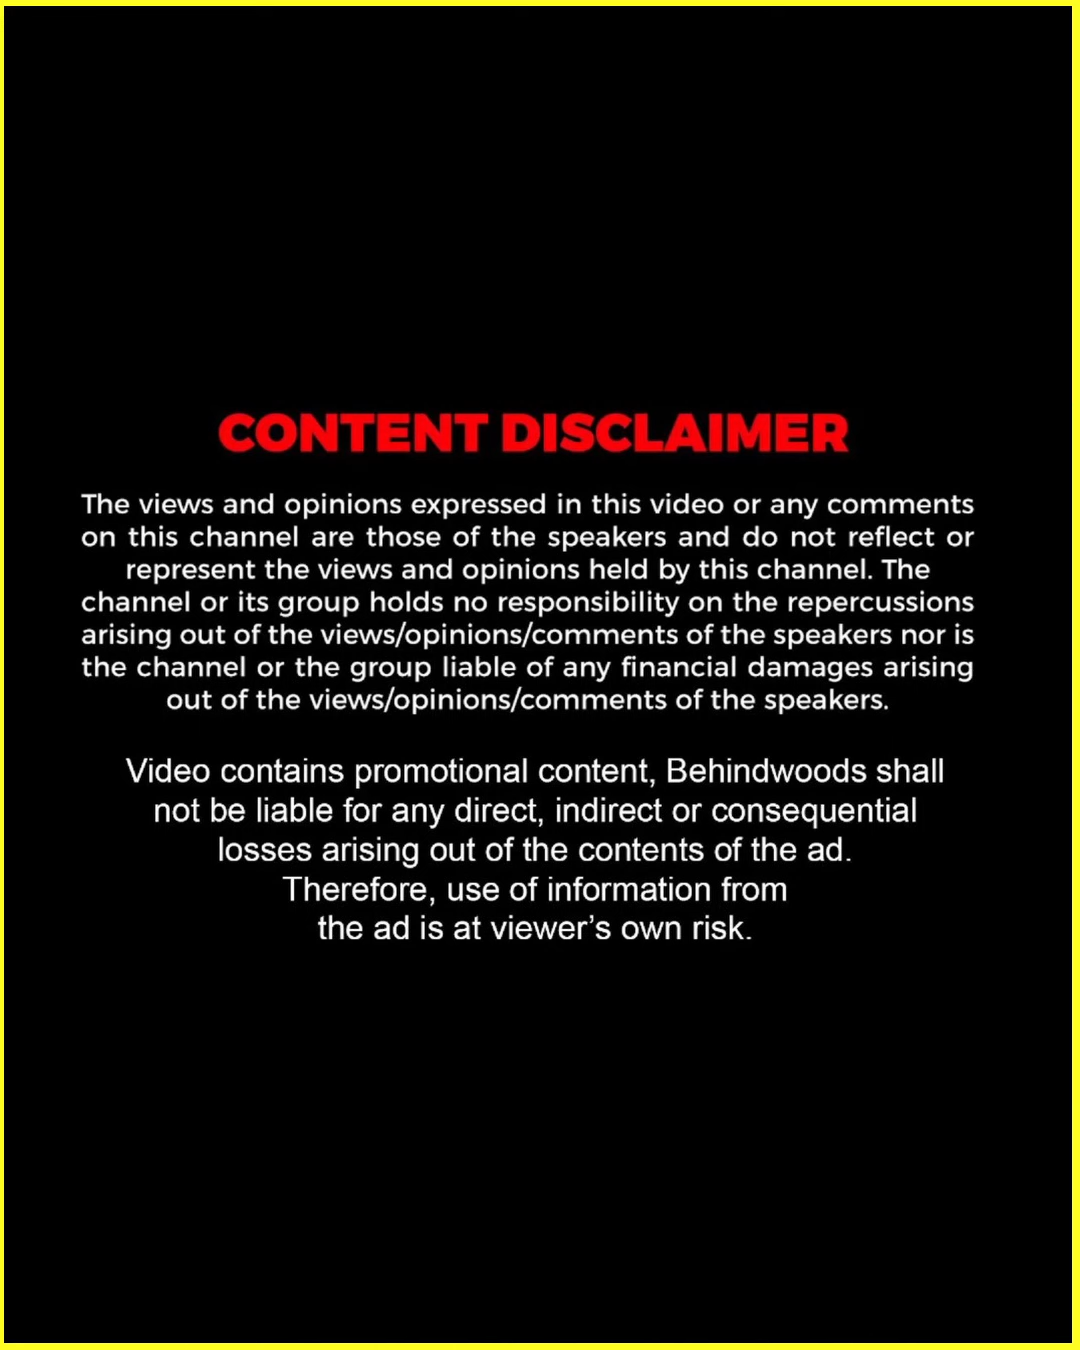 CONTENT DISCLAIMER
The views and opinions expressed in this video or any comments
on this channel are those of the speakers and do not reflect or
represent the views and opinions held by this channel. The
channel or its group holds no responsibility on the repercussions
arising out of the views/opinions/comments of the speakers nor is
the channel or the group liable of any financial damages arising
out of the views/opinions/comments of the speakers.
Video contains promotional content, Behindwoods shall
not be liable for any direct, indirect or consequential
losses arising out of the contents of the ad.
Therefore, use of information from
the ad is at viewer’s own risk.